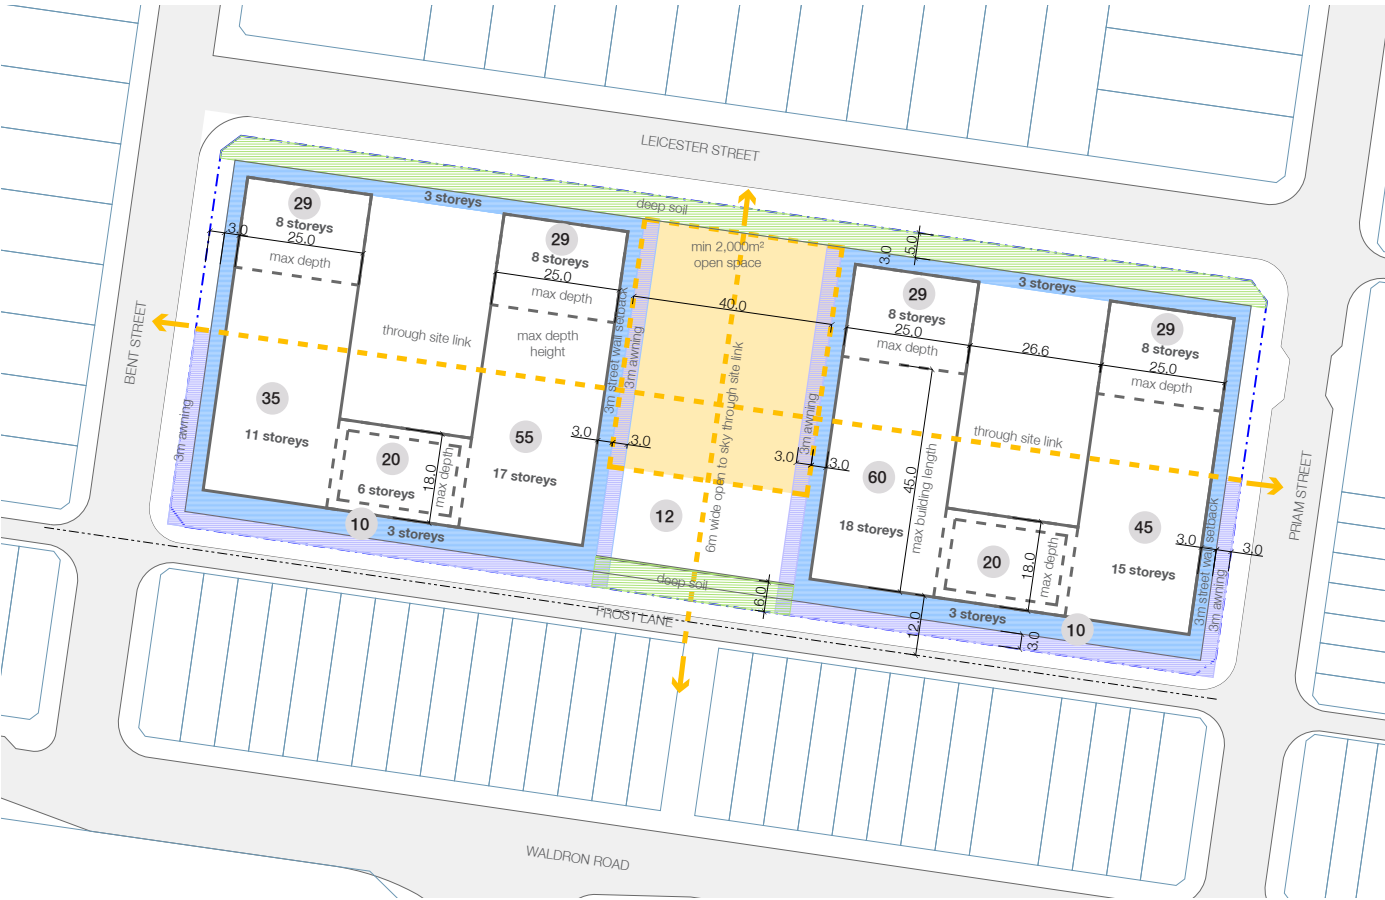 LEICESTER STREET
deep soil
3 storeys
29
8 storeys
3.0
25.0
max depth
29
8 storeys
25.0
max depth
max depth
height
min 2,000m²
open space
40.0
3.0
5.0
3 storeys
29
8 storeys
25.0
max depth
26.6
29
8 storeys
25.0
max depth
BENT STREET
through site link
3m street wall setback
3m awning
6m wide open to sky through site link
3m awning
through site link
PRIAM STREET
35
11 storeys
3m awning
20
6 storeys
18.0
max depth
55
17 storeys
3.0
3.0
3.0
3.0
60
18 storeys
45.0
max building length
12
10
3 storeys
20
18.0
max depth
45
15 storeys
3.0
3.0
3m street wall setback
3m awning
deep soil
6.0
3 storeys
10
12.0
3.0
FROST LANE
WALDRON ROAD